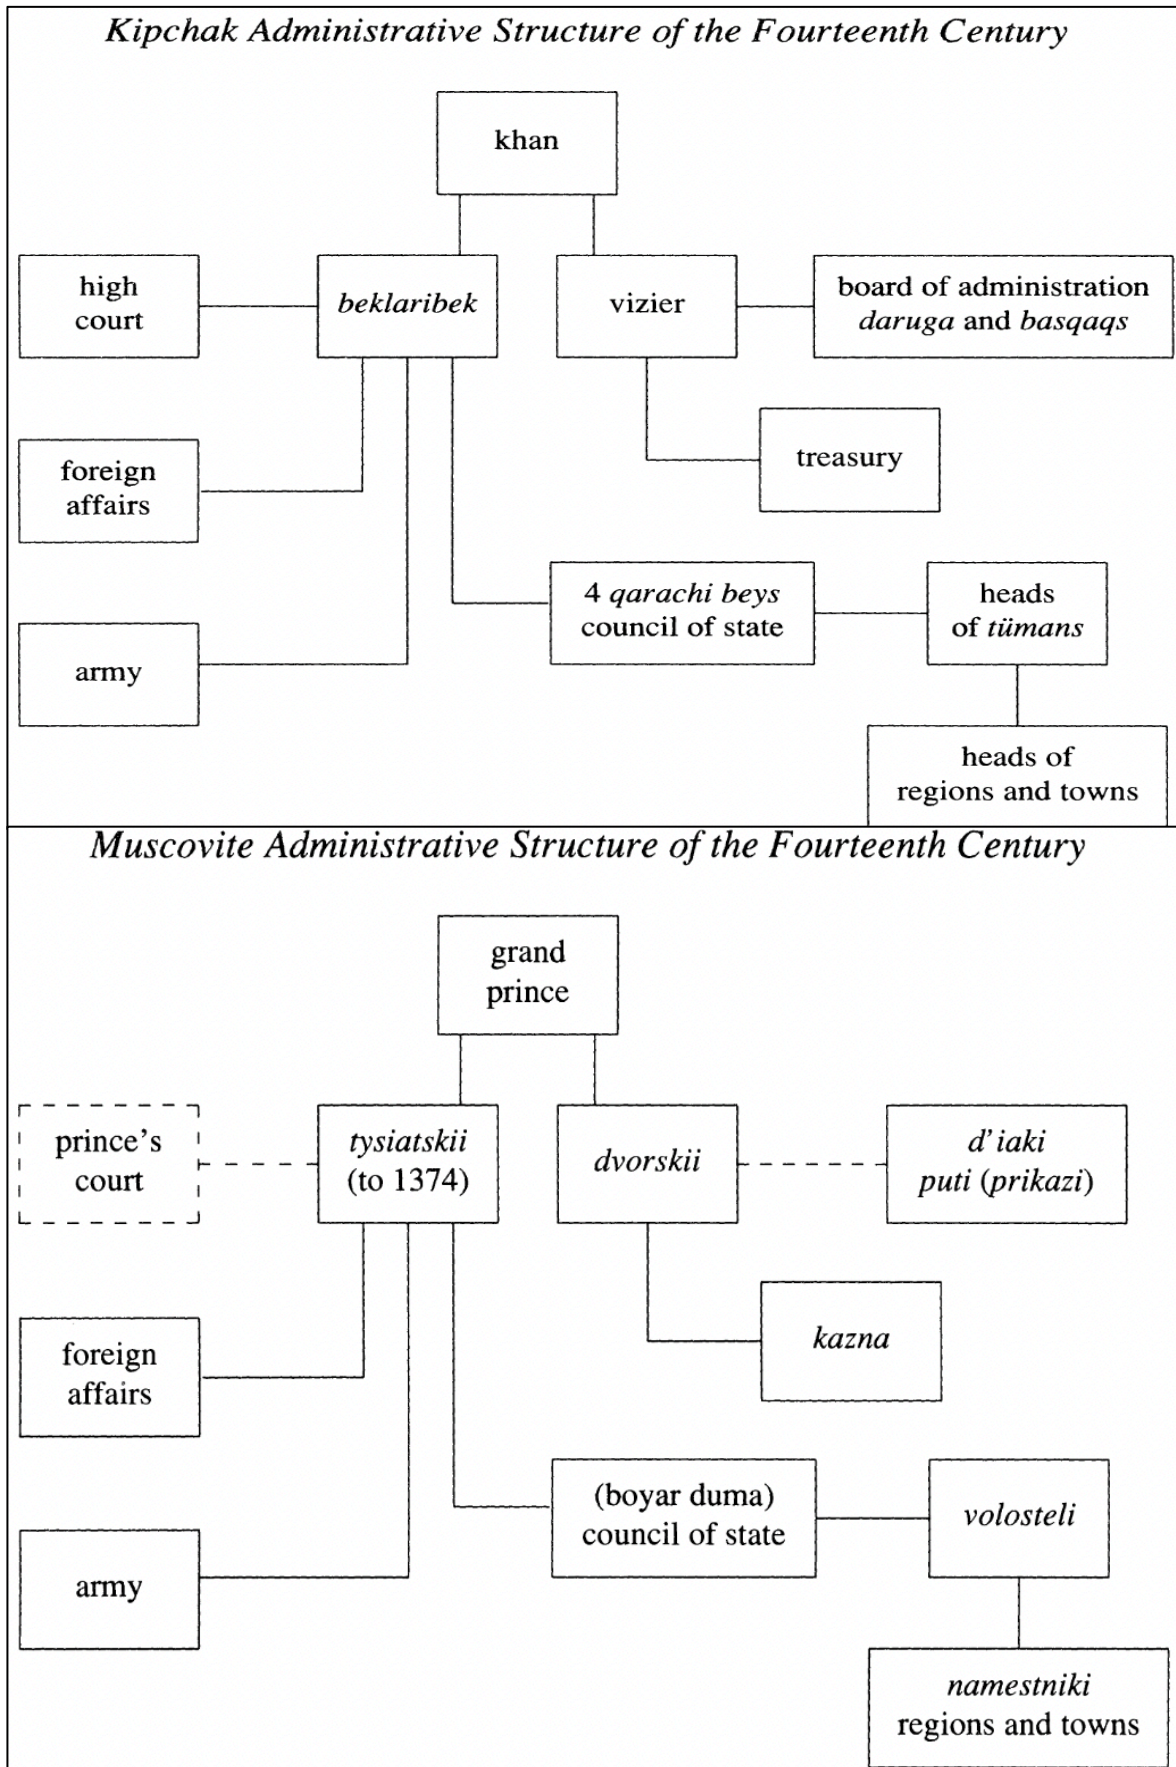 Kipchak Administrative Structure of the Fourteenth Century
khan
high
court
beklaribek
vizier
board of administration
daruga and basqaqs
foreign
affairs
treasury
4 qarachi beys
council of state
heads
of tümans
army
heads of
regions and towns
Muscovite Administrative Structure of the Fourteenth Century
grand
prince
prince's
court
tysiatskii
(to 1374)
dvorskii
d'iaki
puti (prikazi)
foreign
affairs
kazna
(boyar duma)
council of state
volosteli
army
namestniki
regions and towns